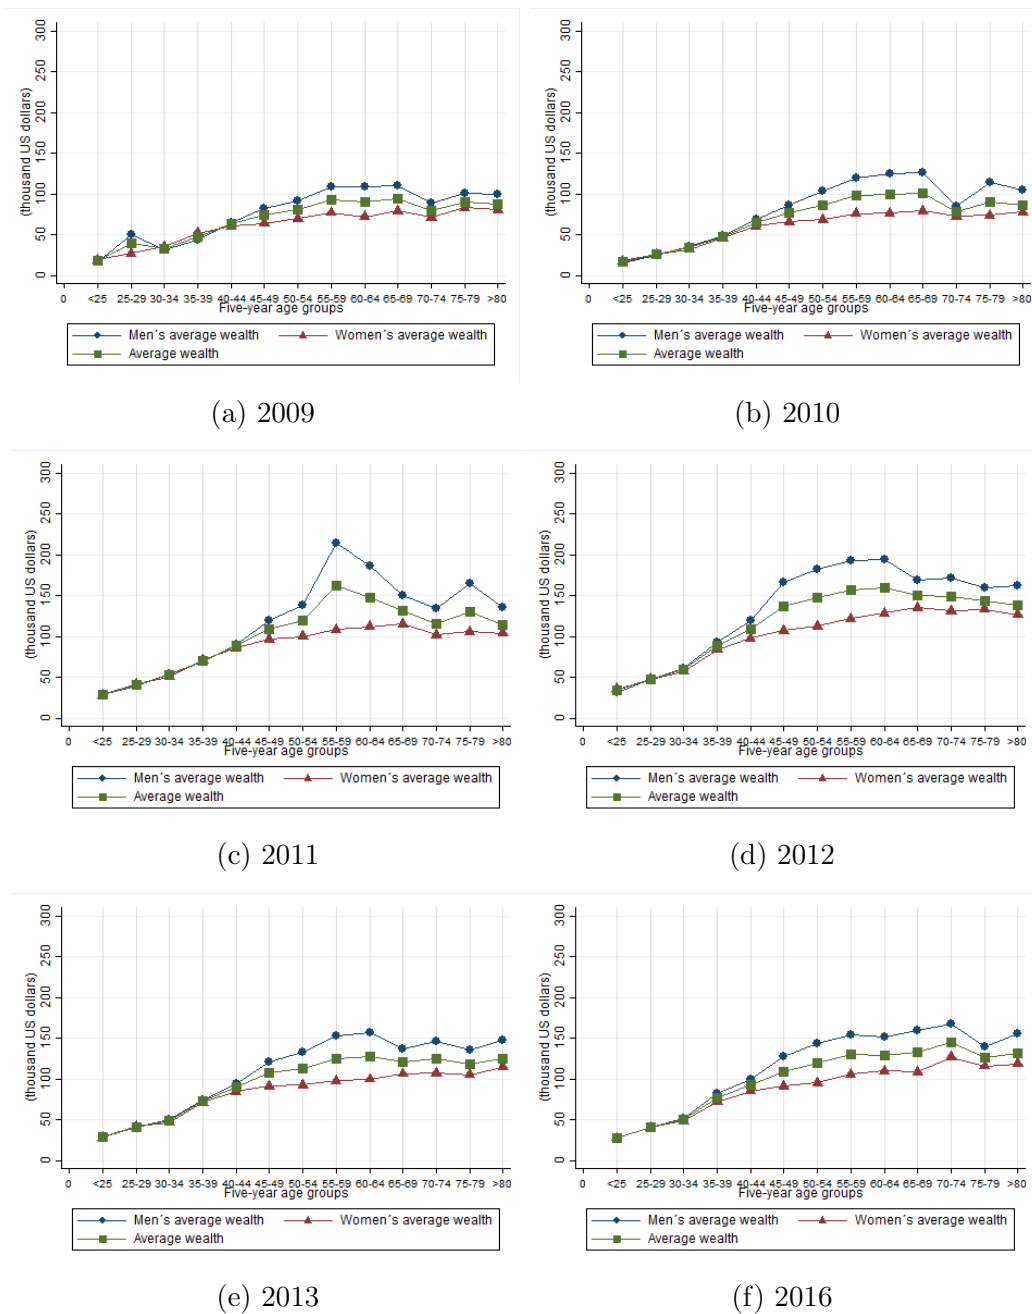 300
250
200
150
100
50
0
(thousand US dollars)
0 <25 25-29 30-34 35-39 40-44 45-49 50-54 55-59 60-64 65-69 70-74 75-79 >80
Five-year age groups
Men´s average wealth Women´s average wealth
Average wealth
(a) 2009
300
250
200
150
100
50
0
(thousand US dollars)
0 <25 25-29 30-34 35-39 40-44 45-49 50-54 55-59 60-64 65-69 70-74 75-79 >80
Five-year age groups
Men´s average wealth Women´s average wealth
Average wealth
(b) 2010
300
250
200
150
100
50
0
(thousand US dollars)
0 <25 25-29 30-34 35-39 40-44 45-49 50-54 55-59 60-64 65-69 70-74 75-79 >80
Five-year age groups
Men´s average wealth Women´s average wealth
Average wealth
(c) 2011
300
250
200
150
100
50
0
(thousand US dollars)
0 <25 25-29 30-34 35-39 40-44 45-49 50-54 55-59 60-64 65-69 70-74 75-79 >80
Five-year age groups
Men´s average wealth Women´s average wealth
Average wealth
(d) 2012
300
250
200
150
100
50
0
(thousand US dollars)
0 <25 25-29 30-34 35-39 40-44 45-49 50-54 55-59 60-64 65-69 70-74 75-79 >80
Five-year age groups
Men´s average wealth Women´s average wealth
Average wealth
(e) 2013
300
250
200
150
100
50
0
(thousand US dollars)
0 <25 25-29 30-34 35-39 40-44 45-49 50-54 55-59 60-64 65-69 70-74 75-79 >80
Five-year age groups
Men´s average wealth Women´s average wealth
Average wealth
(f) 2016